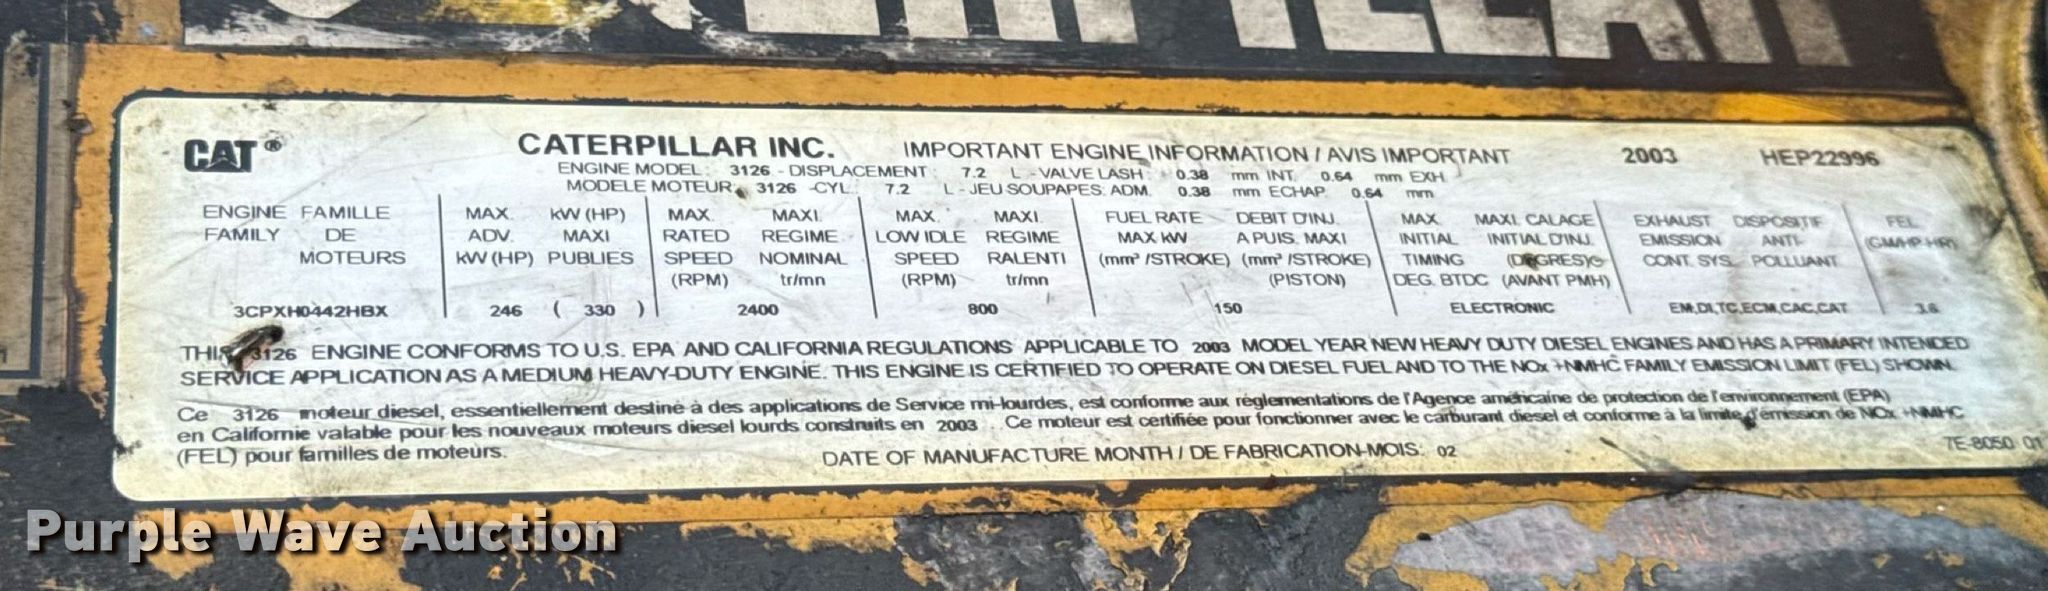 CAT®
CATERPILLAR INC. IMPORTANT ENGINE INFORMATION / AVIS IMPORTANT 2003 HEP22996
ENGINE MODEL: 3126 - DISPLACEMENT: 7.2 L - VALVE LASH: 0.38 mm INT. 0.64 mm EXH
MODELE MOTEUR: 3126 -CYL: 7.2 L - JEU SOUPAPES: ADM. 0.38 mm ECHAP. 0.64 mm
ENGINE FAMILLE MAX. kW (HP) MAX. MAXI. MAX. MAXI. FUEL RATE DEBIT D'INJ. MAX. MAXI. CALAGE EXHAUST DISPOSITIF FEL
FAMILY DE ADV. MAXI RATED REGIME LOW IDLE REGIME MAX kW A PUIS. MAXI INITIAL INITIAL D'INJ. EMISSION ANTI- (GM/HP-HR)
MOTEURS kW (HP) PUBLIES SPEED NOMINAL SPEED RALENTI (mm³ /STROKE) (mm³ /STROKE) TIMING (DEGRES) CONT. SYS. POLLUANT
(RPM) tr/mn (RPM) tr/mn (PISTON) DEG. BTDC (AVANT PMH)
3CPXH0442HBX 246 ( 330 ) 2400 800 150 ELECTRONIC EM,DI,TC,ECM,CAC,CAT
THIS 3126 ENGINE CONFORMS TO U.S. EPA AND CALIFORNIA REGULATIONS APPLICABLE TO 2003 MODEL YEAR NEW HEAVY DUTY DIESEL ENGINES AND HAS A PRIMARY INTENDED
SERVICE APPLICATION AS A MEDIUM HEAVY-DUTY ENGINE. THIS ENGINE IS CERTIFIED TO OPERATE ON DIESEL FUEL AND TO THE NOx +NMHC FAMILY EMISSION LIMIT (FEL) SHOWN.
Ce 3126 moteur diesel, essentiellement destiné à des applications de Service mi-lourdes, est conforme aux règlementations de l'Agence américaine de protection de l'environnement (EPA)
en Californie valable pour les nouveaux moteurs diesel lourds construits en 2003 . Ce moteur est certifiée pour fonctionner avec le carburant diesel et conforme à la limite d'émission de NOx +NMHC
(FEL) pour familles de moteurs. DATE OF MANUFACTURE MONTH / DE FABRICATION-MOIS: 02 7E-8050 01
Purple Wave Auction